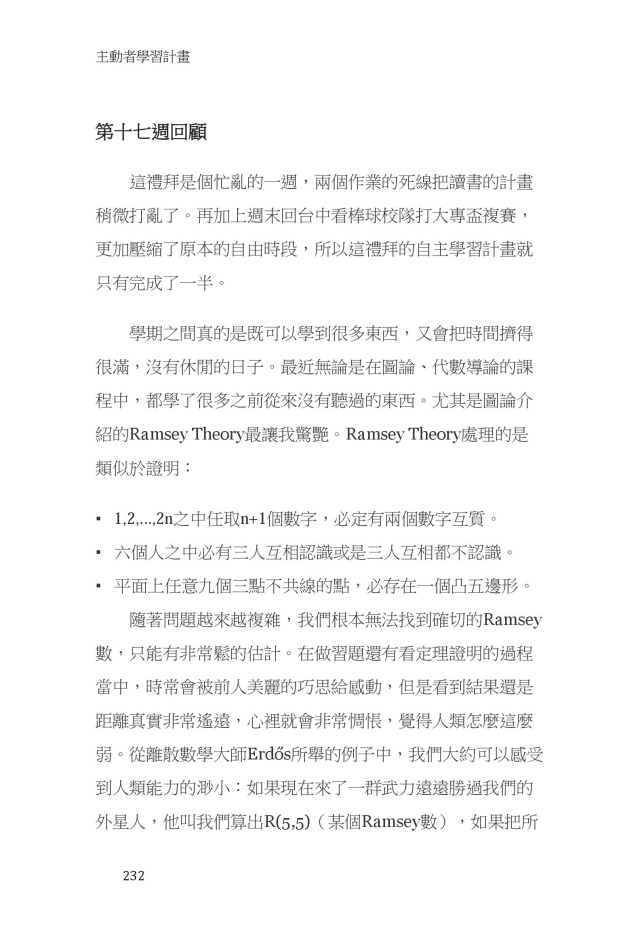 主動者學習計畫
第十七週回顧
這禮拜是個忙亂的一週，兩個作業的死線把讀書的計畫
稍微打亂了。再加上週末回台中看棒球校隊打大專盃複賽，
更加壓縮了原本的自由時段，所以這禮拜的自主學習計畫就
只有完成了一半。
學期之間真的是既可以學到很多東西，又會把時間擠得
很滿，沒有休閒的日子。最近無論是在圖論、代數導論的課
程中，都學了很多之前從來沒有聽過的東西。尤其是圖論介
紹的Ramsey Theory最讓我驚艷。Ramsey Theory處理的是
類似於證明：
▪ 1,2,...,2n之中任取n+1個數字，必定有兩個數字互質。
▪ 六個人之中必有三人互相認識或是三人互相都不認識。
▪ 平面上任意九個三點不共線的點，必存在一個凸五邊形。
隨著問題越來越複雜，我們根本無法找到確切的Ramsey
數，只能有非常鬆的估計。在做習題還有看定理證明的過程
當中，時常會被前人美麗的巧思給感動，但是看到結果還是
距離真實非常遙遠，心裡就會非常惆悵，覺得人類怎麼這麼
弱。從離散數學大師Erdős所舉的例子中，我們大約可以感受
到人類能力的渺小：如果現在來了一群武力遠遠勝過我們的
外星人，他叫我們算出R(5,5)（某個Ramsey數），如果把所
232